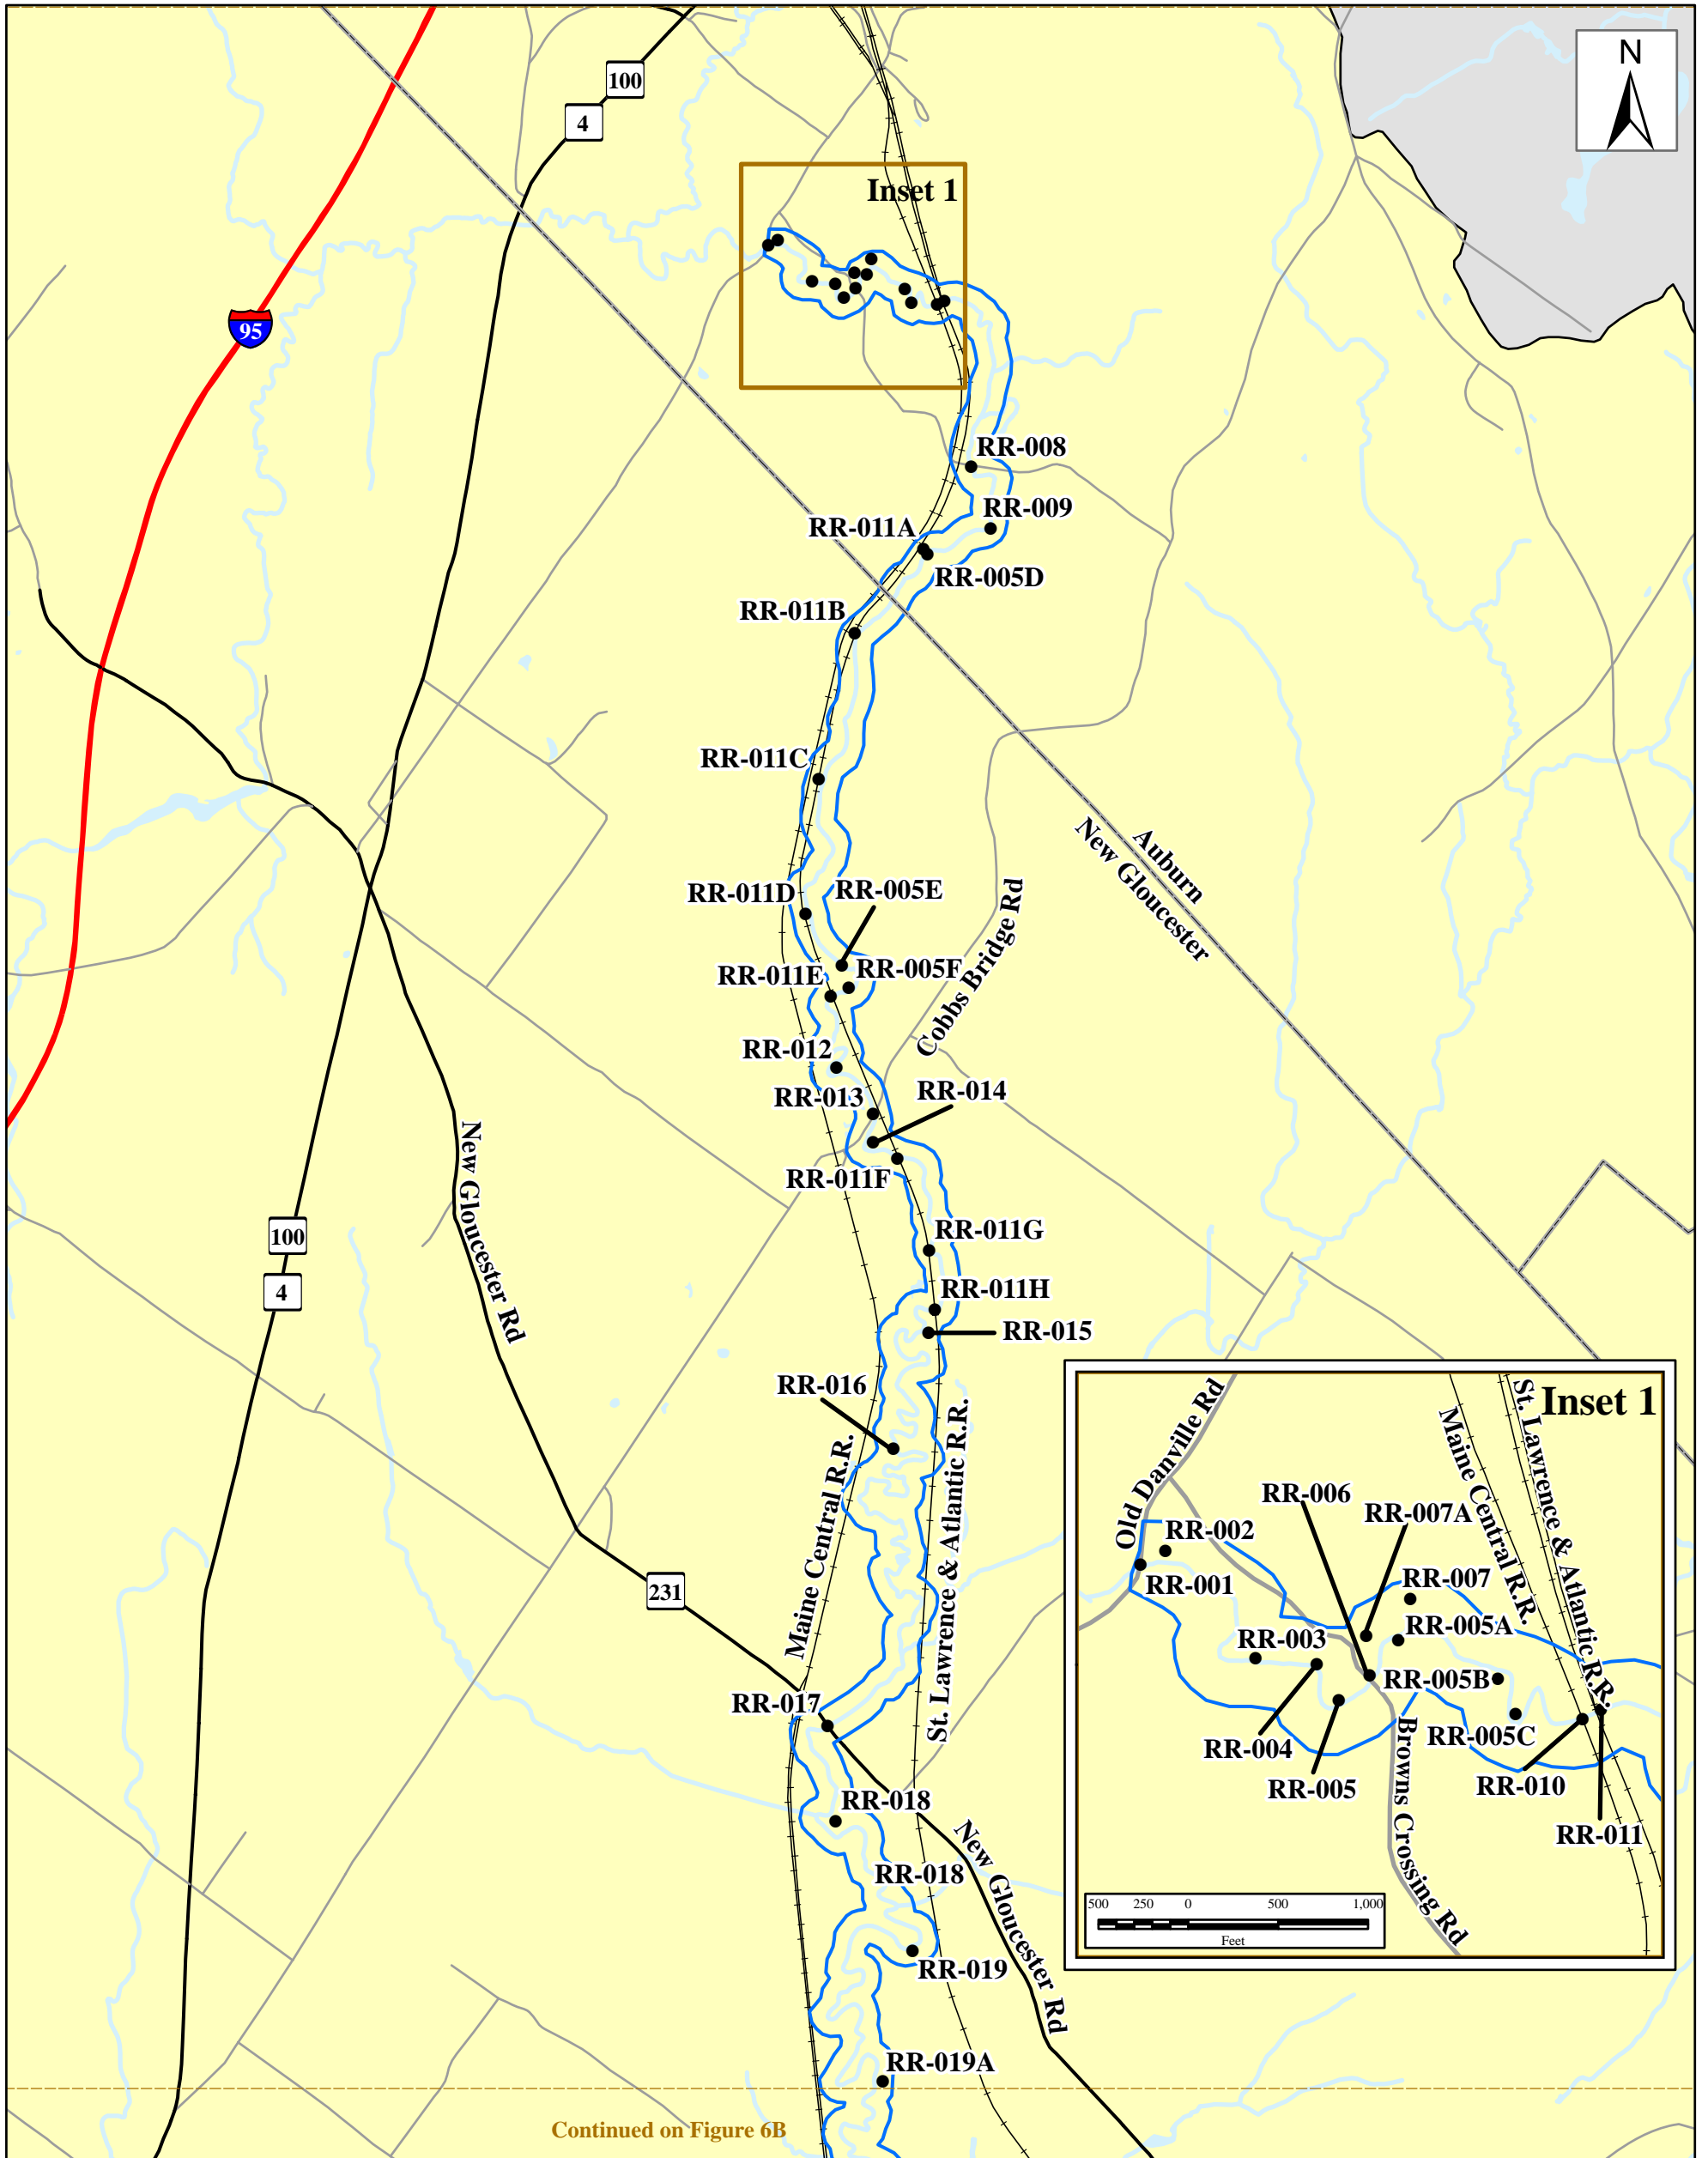 N
100
4
Inset 1
95
RR-008
RR-009
RR-011A
RR-005D
RR-011B
RR-011C
Auburn
New Gloucester
RR-011D
RR-005E
Cobbs Bridge Rd
RR-011E
RR-005F
RR-012
RR-013
RR-014
RR-011F
New Gloucester Rd
100
4
RR-011G
RR-011H
RR-015
RR-016
Maine Central R.R.
St. Lawrence & Atlantic R.R.
231
RR-017
RR-018
RR-018
New Gloucester Rd
RR-019
RR-019A
Continued on Figure 6B
Inset 1
Old Danville Rd
Maine Central R.R.
St. Lawrence & Atlantic R.R.
RR-006
RR-007A
RR-002
RR-001
RR-007
RR-003
RR-005A
RR-005B
RR-004
RR-005C
RR-005
RR-010
RR-011
Browns Crossing Rd
500 250 0 500 1,000
Feet